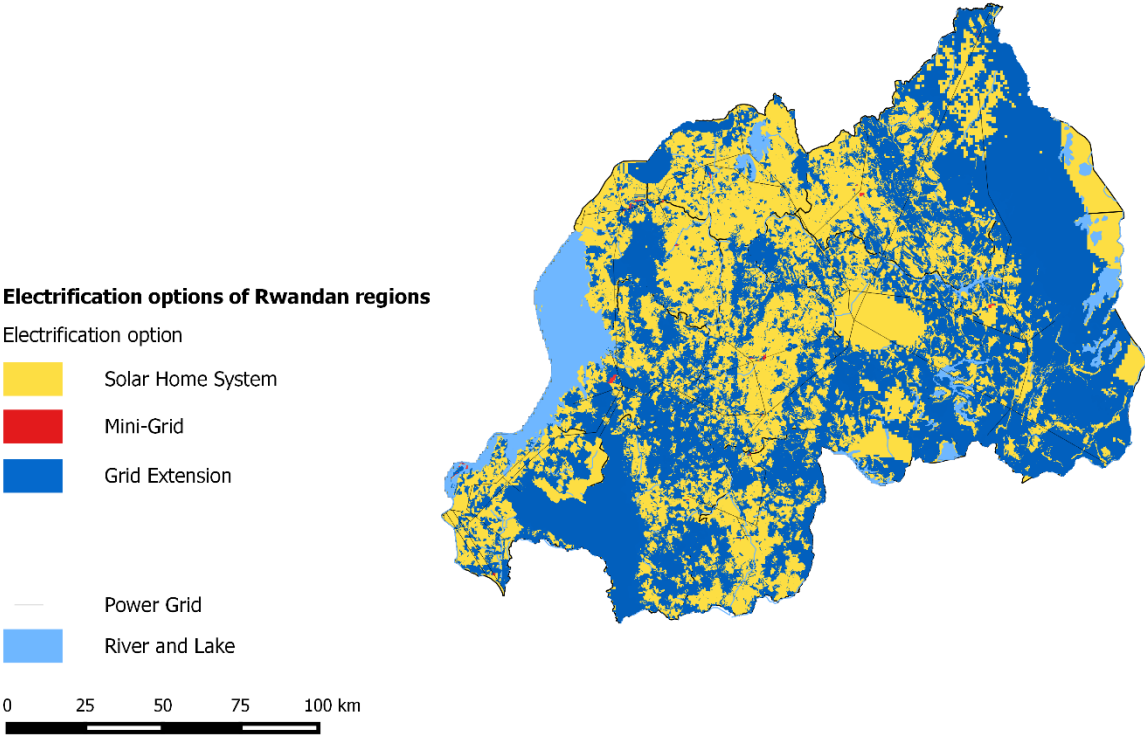 Electrification options of Rwandan regions
Electrification option
Solar Home System
Mini-Grid
Grid Extension
Power Grid
River and Lake
0 25 50 75 100 km